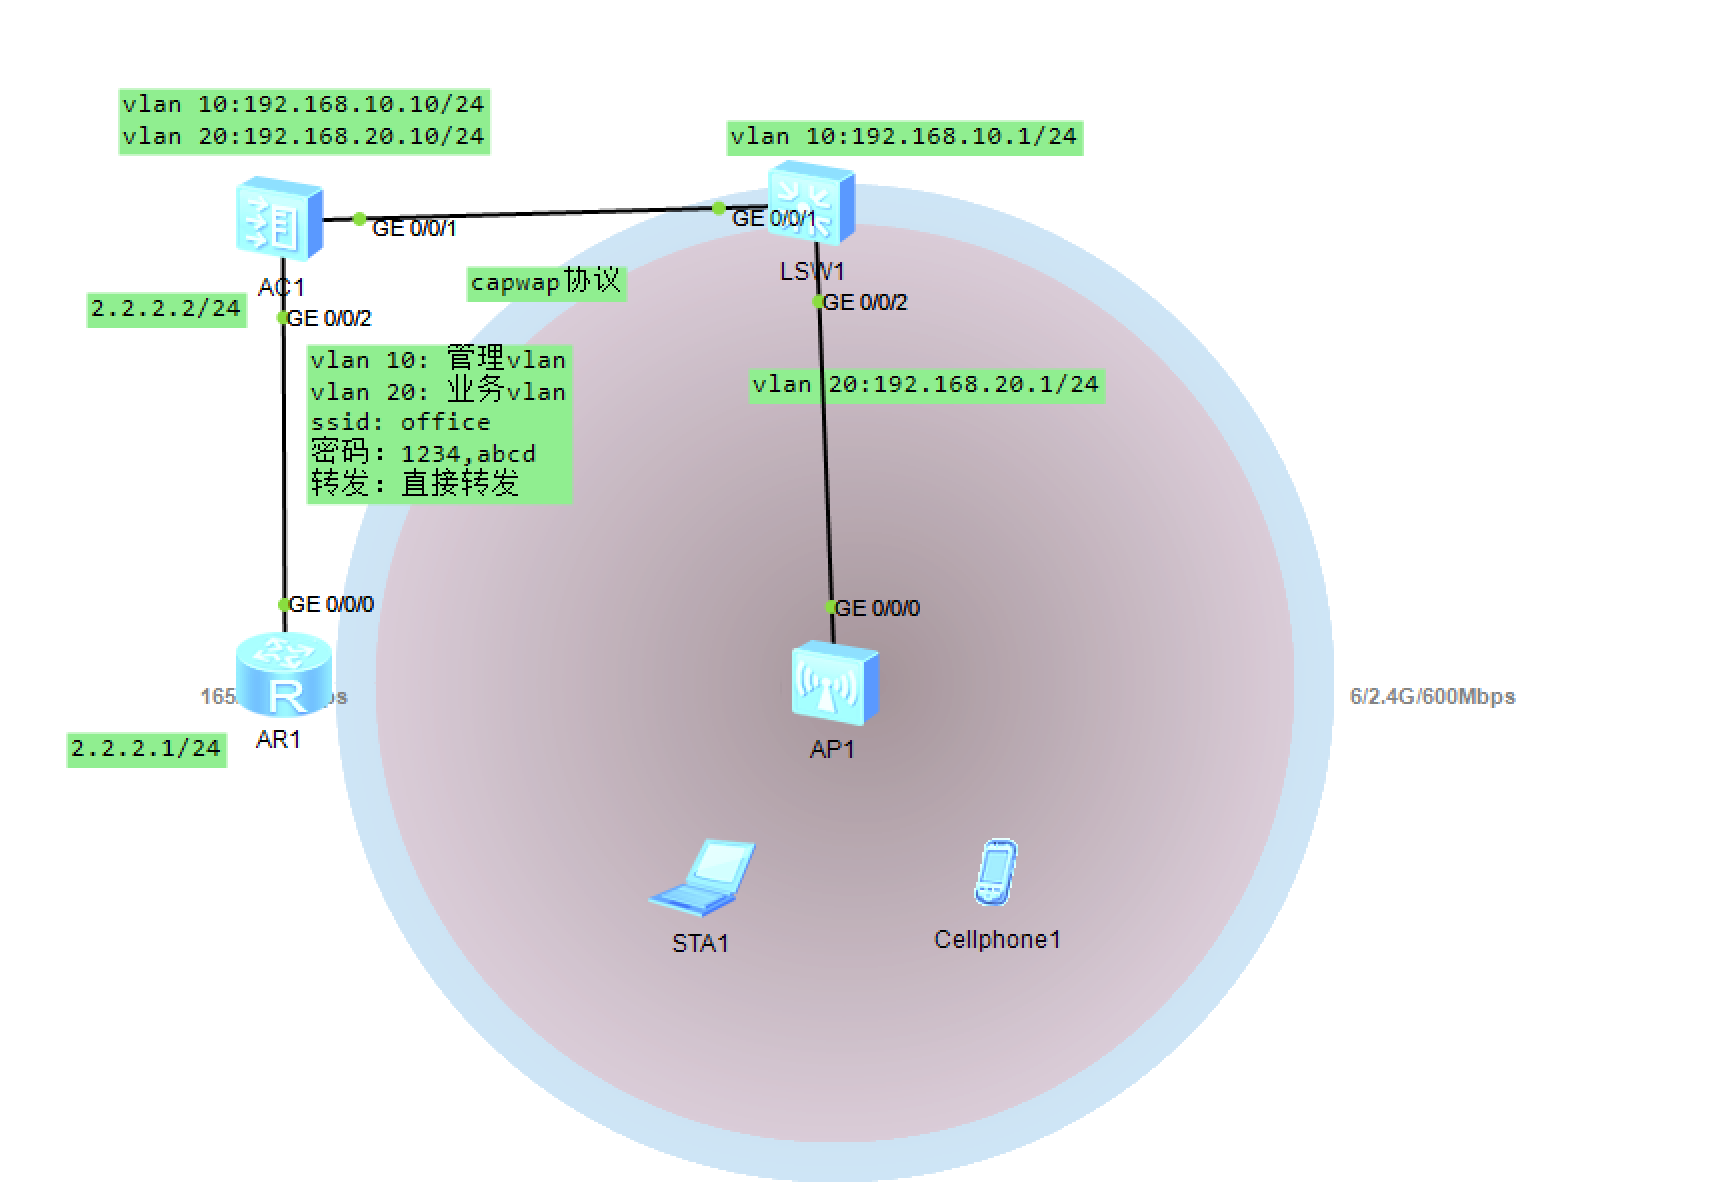 vlan 10:192.168.10.10/24
vlan 20:192.168.20.10/24
vlan 10:192.168.10.1/24
GE 0/0/1
GE 0/0/1
AC1
LSW1
capwap协议
2.2.2.2/24
GE 0/0/2
GE 0/0/2
vlan 10: 管理vlan
vlan 20: 业务vlan
ssid: office
密码: 1234,abcd
转发: 直接转发
vlan 20:192.168.20.1/24
GE 0/0/0
GE 0/0/0
R
6/2.4G/600Mbps
AR1
2.2.2.1/24
AP1
STA1
Cellphone1